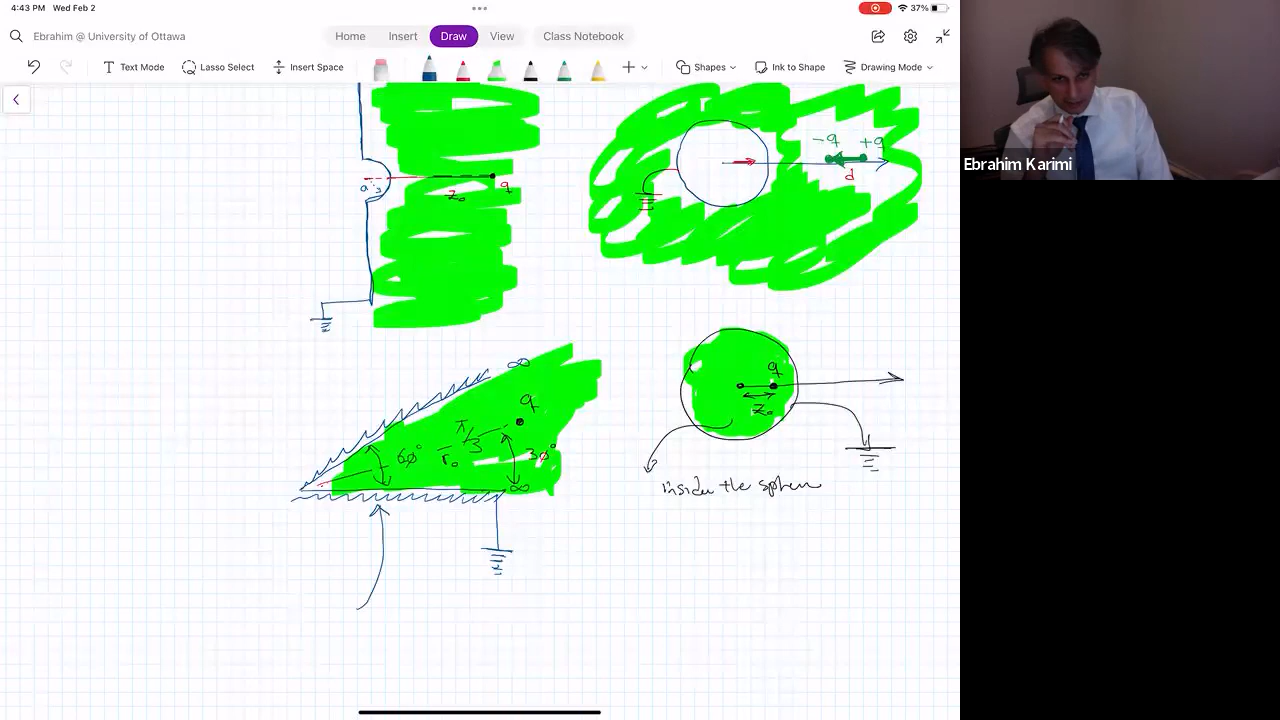 4:43 PM Wed Feb 2
37%
Ebrahim @ University of Ottawa
Home Insert Draw View Class Notebook
Text Mode Lasso Select Insert Space Shapes Ink to Shape Drawing Mode
Ebrahim Karimi
-q +q
d
a
z₀ q
∞
q
π/3
60°
r₀
30°
∞
q
z₀
inside the sphere